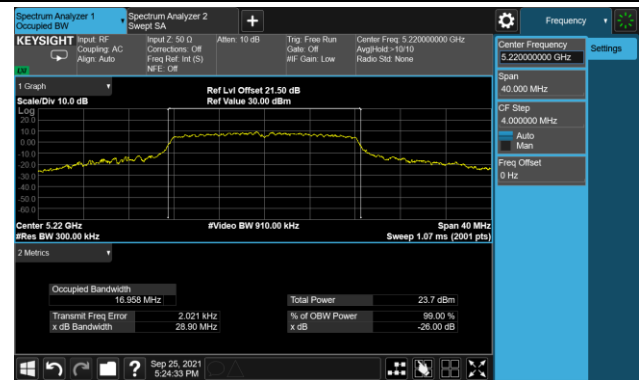 Spectrum Analyzer 1
Occupied BW
Spectrum Analyzer 2
Swept SA
+
Frequency
KEYSIGHT
Input: RF
Coupling: AC
Align: Auto
Input Z: 50 Ω
Corrections: Off
Freq Ref: Int (S)
NFE: Off
Atten: 10 dB
Trig: Free Run
Gate: Off
#IF Gain: Low
Center Freq: 5.220000000 GHz
Avg|Hold:>10/10
Radio Std: None
Center Frequency
5.220000000 GHz
Settings
Span
40.000 MHz
CF Step
4.000000 MHz
Auto
Man
Freq Offset
0 Hz
1 Graph
Scale/Div 10.0 dB
Ref Lvl Offset 21.50 dB
Ref Value 30.00 dBm
Log
20.0
10.0
0.00
-10.0
-20.0
-30.0
-40.0
-50.0
-60.0
Center 5.22 GHz
#Res BW 300.00 kHz
#Video BW 910.00 kHz
Span 40 MHz
Sweep 1.07 ms (2001 pts)
2 Metrics
Occupied Bandwidth
16.958 MHz
Total Power 23.7 dBm
Transmit Freq Error 2.021 kHz
% of OBW Power 99.00 %
x dB Bandwidth 28.90 MHz
x dB -26.00 dB
?
Sep 25, 2021
5:24:33 PM